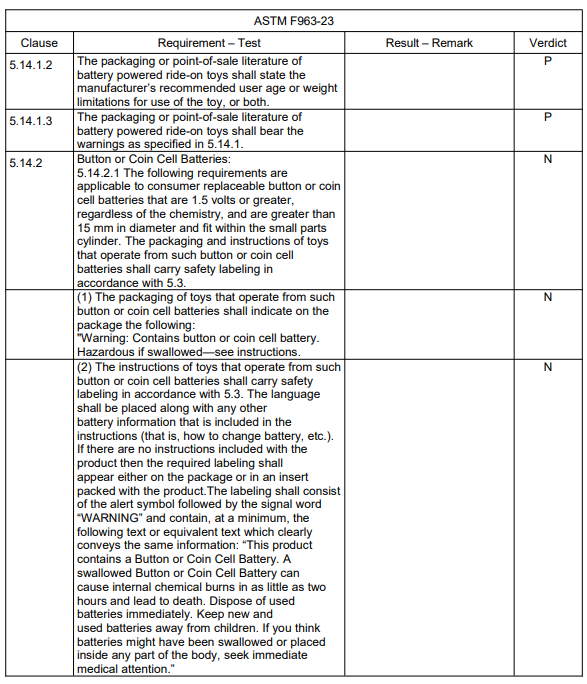 ASTM F963-23
Clause Requirement – Test Result – Remark Verdict
5.14.1.2 The packaging or point-of-sale literature of P
battery powered ride-on toys shall state the
manufacturer's recommended user age or weight
limitations for use of the toy, or both.
5.14.1.3 The packaging or point-of-sale literature of P
battery powered ride-on toys shall bear the
warnings as specified in 5.14.1.
5.14.2 Button or Coin Cell Batteries: N
5.14.2.1 The following requirements are
applicable to consumer replaceable button or coin
cell batteries that are 1.5 volts or greater,
regardless of the chemistry, and are greater than
15 mm in diameter and fit within the small parts
cylinder. The packaging and instructions of toys
that operate from such button or coin cell
batteries shall carry safety labeling in
accordance with 5.3.
(1) The packaging of toys that operate from such N
button or coin cell batteries shall indicate on the
package the following:
"Warning: Contains button or coin cell battery.
Hazardous if swallowed—see instructions.
(2) The instructions of toys that operate from such N
button or coin cell batteries shall carry safety
labeling in accordance with 5.3. The language
shall be placed along with any other
battery information that is included in the
instructions (that is, how to change battery, etc.).
If there are no instructions included with the
product then the required labeling shall
appear either on the package or in an insert
packed with the product.The labeling shall consist
of the alert symbol followed by the signal word
“WARNING” and contain, at a minimum, the
following text or equivalent text which clearly
conveys the same information: “This product
contains a Button or Coin Cell Battery. A
swallowed Button or Coin Cell Battery can
cause internal chemical burns in as little as two
hours and lead to death. Dispose of used
batteries immediately. Keep new and
used batteries away from children. If you think
batteries might have been swallowed or placed
inside any part of the body, seek immediate
medical attention.”